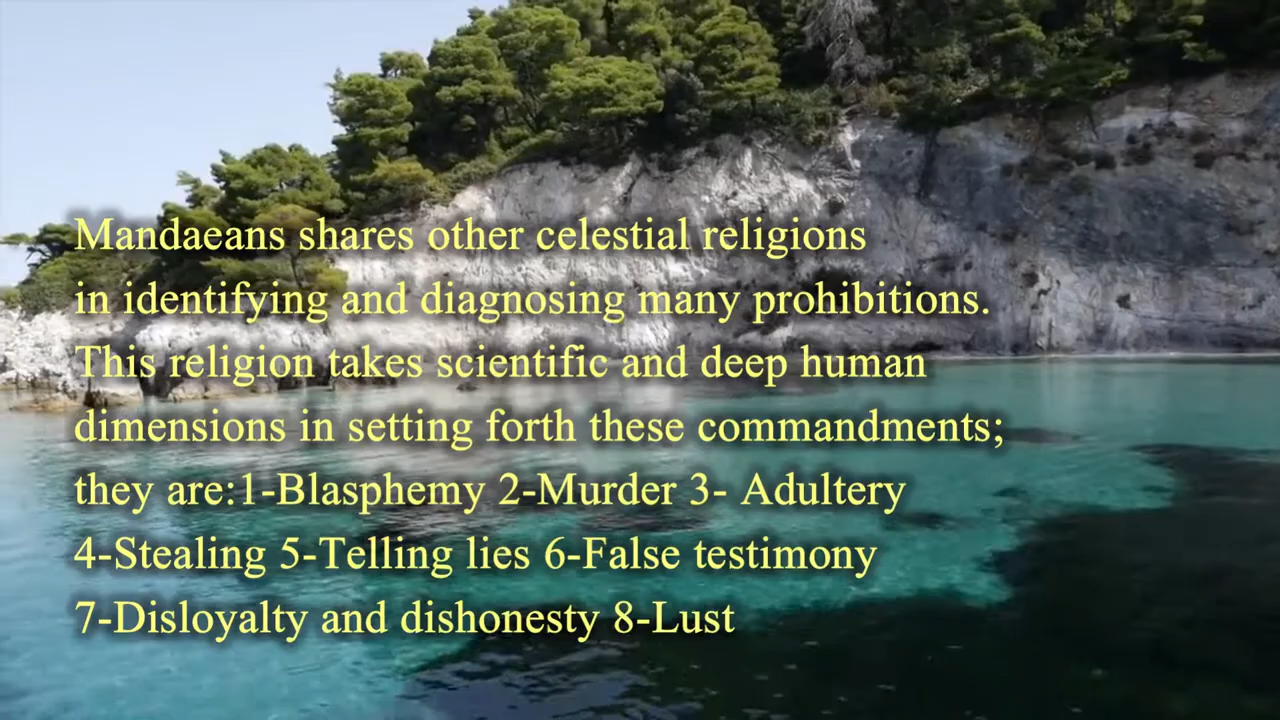 Mandaeans shares other celestial religions
in identifying and diagnosing many prohibitions.
This religion takes scientific and deep human
dimensions in setting forth these commandments;
they are:1-Blasphemy 2-Murder 3- Adultery
4-Stealing 5-Telling lies 6-False testimony
7-Disloyalty and dishonesty 8-Lust